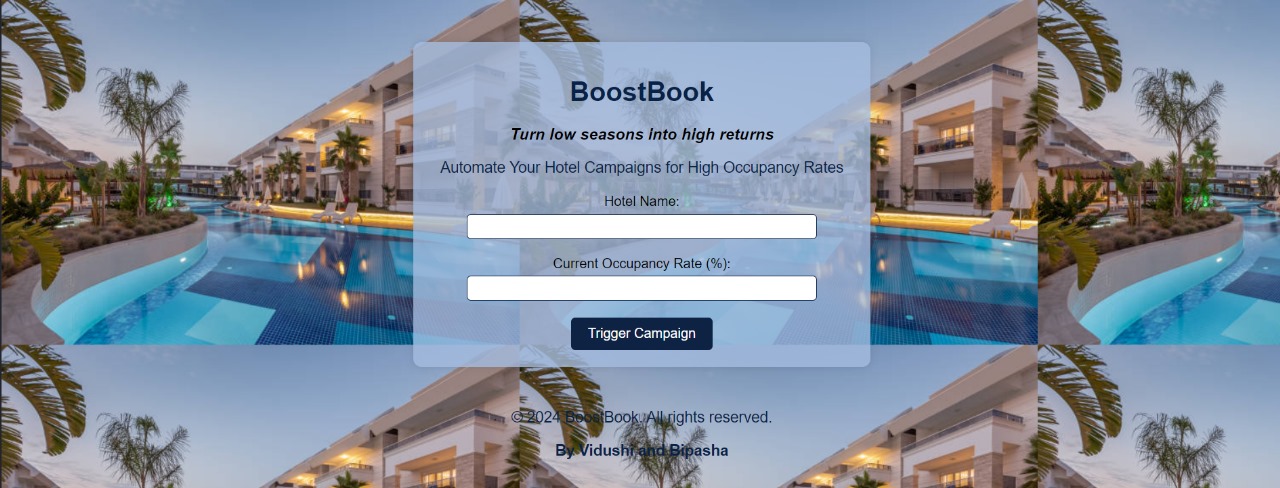 BoostBook
Turn low seasons into high returns
Automate Your Hotel Campaigns for High Occupancy Rates
Hotel Name:
Current Occupancy Rate (%):
Trigger Campaign
© 2024 BoostBook. All rights reserved.
By Vidushi and Bipasha